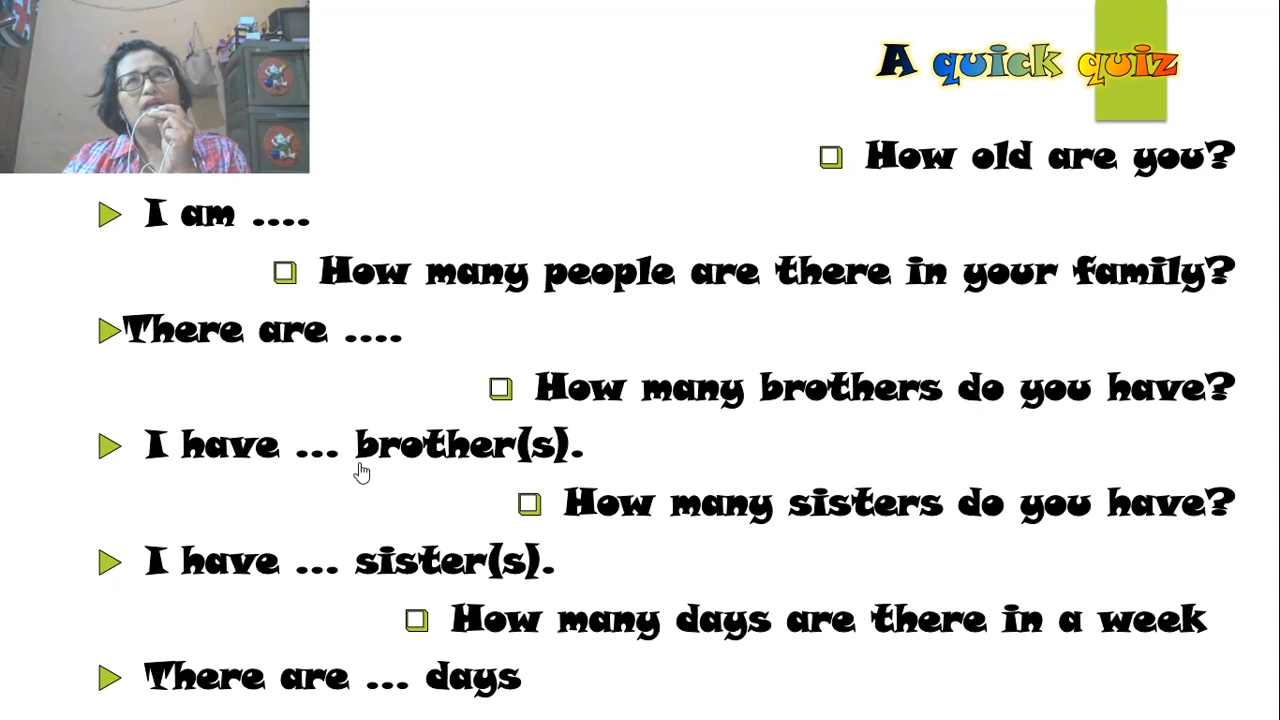 A quick quiz
How old are you?
I am ....
How many people are there in your family?
There are ....
How many brothers do you have?
I have ... brother(s).
How many sisters do you have?
I have ... sister(s).
How many days are there in a week
There are ... days